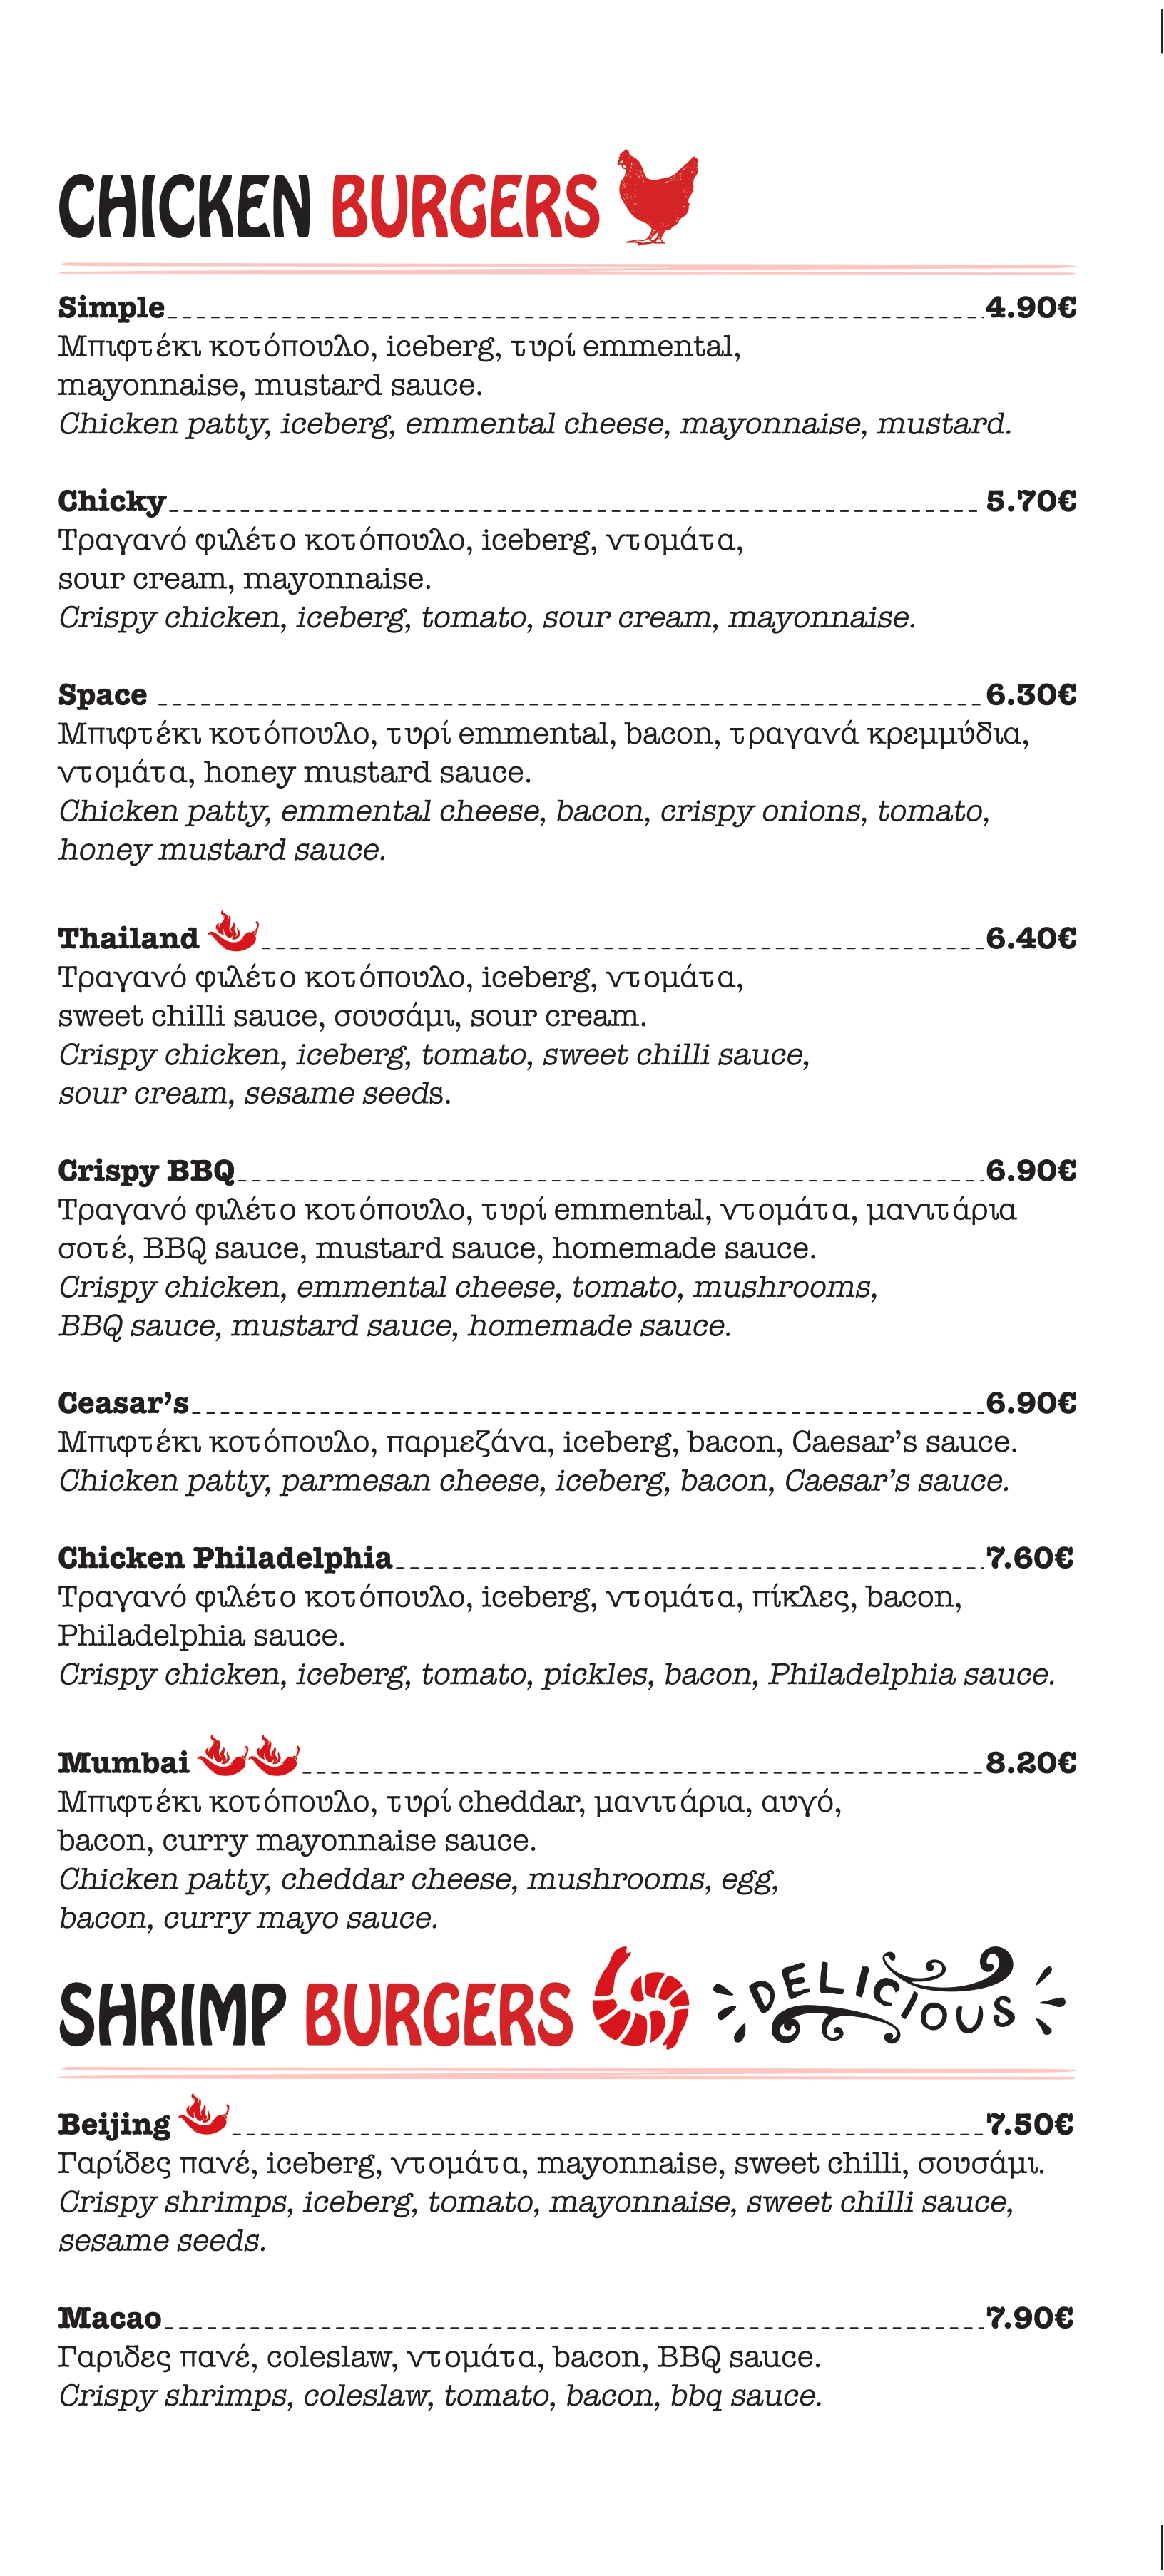 CHICKEN BURGERS
Simple 4.90€
Μπιφτέκι κοτόπουλο, iceberg, τυρί emmental,
mayonnaise, mustard sauce.
Chicken patty, iceberg, emmental cheese, mayonnaise, mustard.
Chicky 5.70€
Τραγανό φιλέτο κοτόπουλο, iceberg, ντομάτα,
sour cream, mayonnaise.
Crispy chicken, iceberg, tomato, sour cream, mayonnaise.
Space 6.30€
Μπιφτέκι κοτόπουλο, τυρί emmental, bacon, τραγανά κρεμμύδια,
ντομάτα, honey mustard sauce.
Chicken patty, emmental cheese, bacon, crispy onions, tomato,
honey mustard sauce.
Thailand 6.40€
Τραγανό φιλέτο κοτόπουλο, iceberg, ντομάτα,
sweet chilli sauce, σουσάμι, sour cream.
Crispy chicken, iceberg, tomato, sweet chilli sauce,
sour cream, sesame seeds.
Crispy BBQ 6.90€
Τραγανό φιλέτο κοτόπουλο, τυρί emmental, ντομάτα, μανιτάρια
σοτέ, BBQ sauce, mustard sauce, homemade sauce.
Crispy chicken, emmental cheese, tomato, mushrooms,
BBQ sauce, mustard sauce, homemade sauce.
Ceasar's 6.90€
Μπιφτέκι κοτόπουλο, παρμεζάνα, iceberg, bacon, Caesar's sauce.
Chicken patty, parmesan cheese, iceberg, bacon, Caesar's sauce.
Chicken Philadelphia 7.60€
Τραγανό φιλέτο κοτόπουλο, iceberg, ντομάτα, πίκλες, bacon,
Philadelphia sauce.
Crispy chicken, iceberg, tomato, pickles, bacon, Philadelphia sauce.
Mumbai 8.20€
Μπιφτέκι κοτόπουλο, τυρί cheddar, μανιτάρια, αυγό,
bacon, curry mayonnaise sauce.
Chicken patty, cheddar cheese, mushrooms, egg,
bacon, curry mayo sauce.
SHRIMP BURGERS DELICIOUS
Beijing 7.50€
Γαρίδες πανέ, iceberg, ντομάτα, mayonnaise, sweet chilli, σουσάμι.
Crispy shrimps, iceberg, tomato, mayonnaise, sweet chilli sauce,
sesame seeds.
Macao 7.90€
Γαριδες πανέ, coleslaw, ντομάτα, bacon, BBQ sauce.
Crispy shrimps, coleslaw, tomato, bacon, bbq sauce.